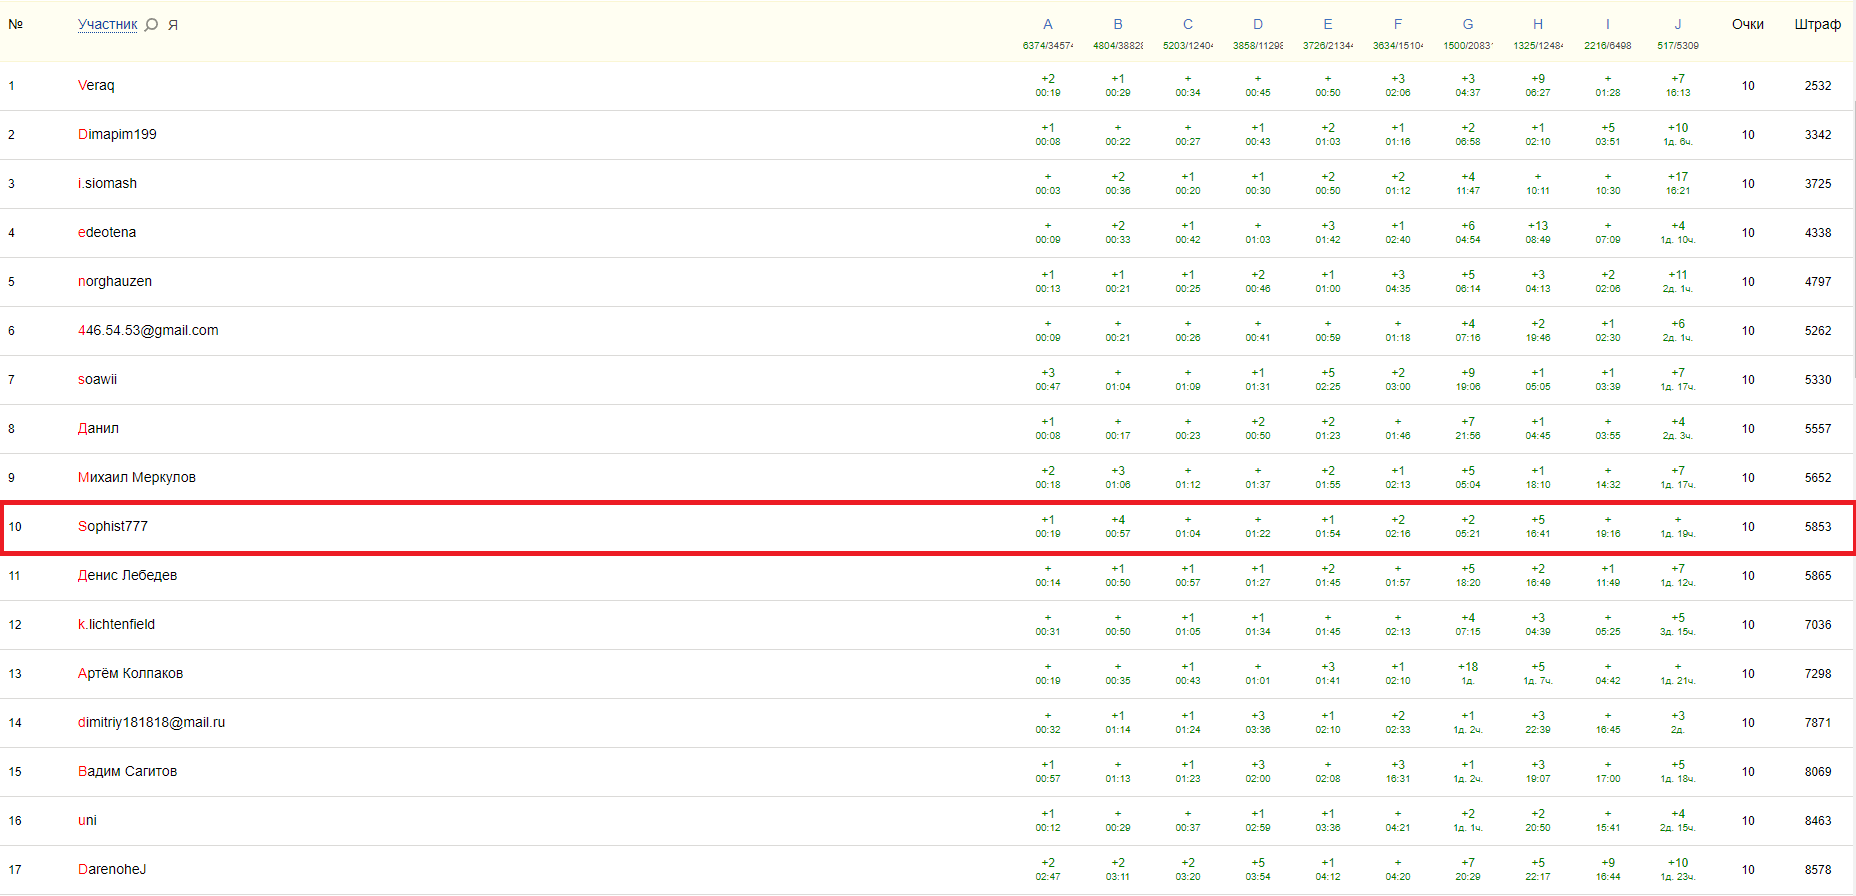 № Участник Я A B C D E F G H I J Очки Штраф
6374/34574 4804/38828 5203/12404 3858/11298 3726/21344 3634/15104 1500/20831 1325/12484 2216/6498 517/5309
+2 +1 + + + +3 +3 +9 + +7
1 Veraq 10 2532
00:19 00:29 00:34 00:45 00:50 02:06 04:37 06:27 01:28 16:13
+1 + + +1 +2 +1 +2 +1 +5 +10
2 Dimapim199 10 3342
00:08 00:22 00:27 00:43 01:03 01:16 06:58 02:10 03:51 1д. 6ч.
+ +2 +1 +1 +2 +2 +4 + + +17
3 i.siomash 10 3725
00:03 00:36 00:20 00:30 00:50 01:12 11:47 10:11 10:30 16:21
+ +2 +1 + +3 +1 +6 +13 + +4
4 edeotena 10 4338
00:09 00:33 00:42 01:03 01:42 02:40 04:54 08:49 07:09 1д. 10ч.
+1 +1 +1 +2 +1 +3 +5 +3 +2 +11
5 norghauzen 10 4797
00:13 00:21 00:25 00:46 01:00 04:35 06:14 04:13 02:06 2д. 1ч.
+ + + + + + +4 +2 +1 +6
6 446.54.53@gmail.com 10 5262
00:09 00:21 00:26 00:41 00:59 01:18 07:16 19:46 02:30 2д. 1ч.
+3 + + +1 +5 +2 +9 +1 +1 +7
7 soawii 10 5330
00:47 01:04 01:09 01:31 02:25 03:00 19:06 05:05 03:39 1д. 17ч.
+1 + + +2 +2 + +7 +1 + +4
8 Данил 10 5557
00:08 00:17 00:23 00:50 01:23 01:46 21:56 04:45 03:55 2д. 3ч.
+2 +3 + + +2 +1 +5 +1 + +7
9 Михаил Меркулов 10 5652
00:18 01:06 01:12 01:37 01:55 02:13 05:04 18:10 14:32 1д. 17ч.
+1 +4 + + +1 +2 +2 +5 + +
10 Sophist777 10 5853
00:19 00:57 01:04 01:22 01:54 02:16 05:21 16:41 19:16 1д. 19ч.
+ +1 +1 +1 +2 + +5 +2 +1 +7
11 Денис Лебедев 10 5865
00:14 00:50 00:57 01:27 01:45 01:57 18:20 16:49 11:49 1д. 12ч.
+ + +1 +1 + + +4 +3 + +5
12 k.lichtenfield 10 7036
00:31 00:50 01:05 01:34 01:45 02:13 07:15 04:39 05:25 3д. 15ч.
+ + +1 + +3 +1 +18 +5 + +
13 Артём Колпаков 10 7298
00:19 00:35 00:43 01:01 01:41 02:10 1д. 1д. 7ч. 04:42 1д. 21ч.
+ +1 +1 +3 +1 +2 +1 +3 + +3
14 dimitriy181818@mail.ru 10 7871
00:32 01:14 01:24 03:36 02:10 02:33 1д. 2ч. 22:39 16:45 2д.
+1 + +1 +3 + +3 +1 +3 + +5
15 Вадим Сагитов 10 8069
00:57 01:13 01:23 02:00 02:08 16:31 1д. 2ч. 19:07 17:00 1д. 18ч.
+1 + + +1 +1 + +2 +2 + +4
16 uni 10 8463
00:12 00:29 00:37 02:59 03:36 04:21 1д. 1ч. 20:50 15:41 2д. 15ч.
+2 +2 +2 +5 +1 + +7 +5 +9 +10
17 DarenoheJ 10 8578
02:47 03:11 03:20 03:54 04:12 04:20 20:29 22:17 16:44 1д. 23ч.